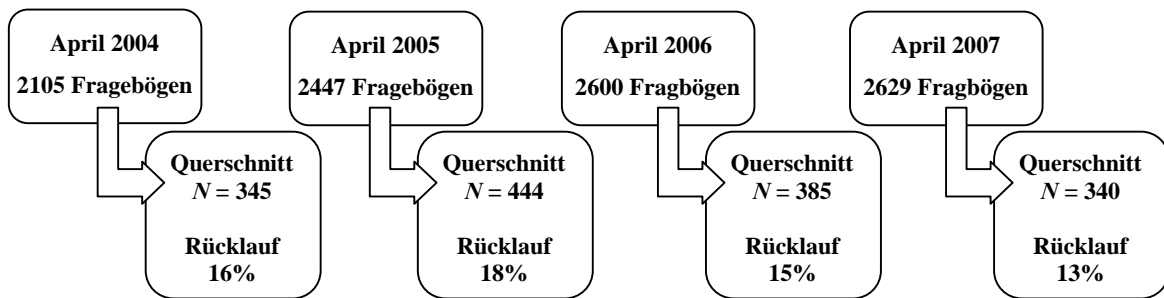 April 2004
2105 Fragebögen
Querschnitt
N = 345
Rücklauf
16%
April 2005
2447 Fragebögen
Querschnitt
N = 444
Rücklauf
18%
April 2006
2600 Fragbögen
Querschnitt
N = 385
Rücklauf
15%
April 2007
2629 Fragbögen
Querschnitt
N = 340
Rücklauf
13%